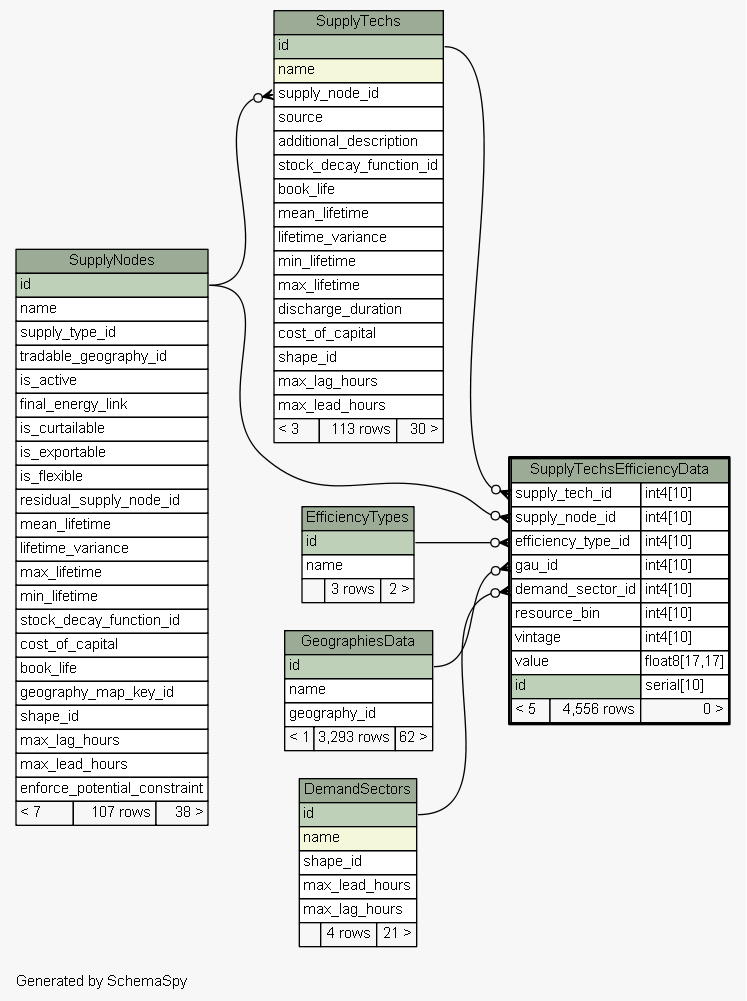 SupplyTechs
id
name
supply_node_id
source
additional_description
stock_decay_function_id
book_life
mean_lifetime
lifetime_variance
min_lifetime
max_lifetime
discharge_duration
cost_of_capital
shape_id
max_lag_hours
max_lead_hours
< 3 113 rows 30 >
SupplyNodes
id
name
supply_type_id
tradable_geography_id
is_active
final_energy_link
is_curtailable
is_exportable
is_flexible
residual_supply_node_id
mean_lifetime
lifetime_variance
max_lifetime
min_lifetime
stock_decay_function_id
cost_of_capital
book_life
geography_map_key_id
shape_id
max_lag_hours
max_lead_hours
enforce_potential_constraint
< 7 107 rows 38 >
EfficiencyTypes
id
name
3 rows 2 >
GeographiesData
id
name
geography_id
< 1 3,293 rows 62 >
DemandSectors
id
name
shape_id
max_lead_hours
max_lag_hours
4 rows 21 >
SupplyTechsEfficiencyData
supply_tech_id int4[10]
supply_node_id int4[10]
efficiency_type_id int4[10]
gau_id int4[10]
demand_sector_id int4[10]
resource_bin int4[10]
vintage int4[10]
value float8[17,17]
id serial[10]
< 5 4,556 rows 0 >
Generated by SchemaSpy